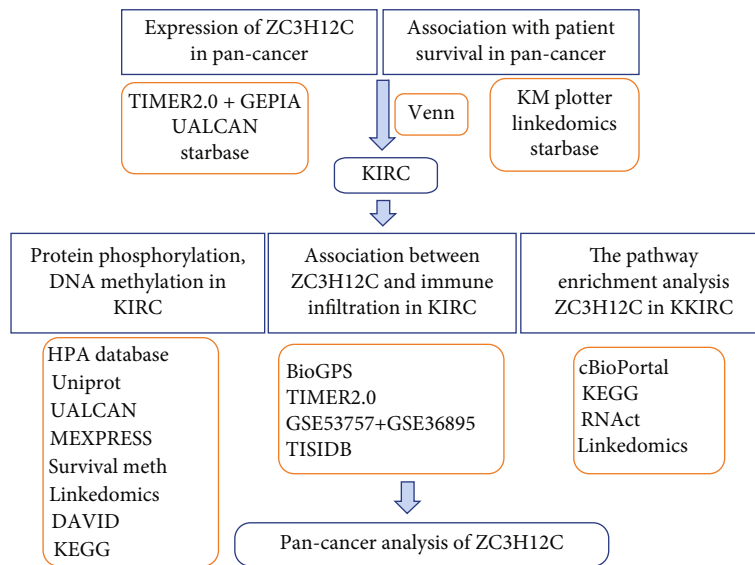 Expression of ZC3H12C
in pan-cancer
Association with patient
survival in pan-cancer
TIMER2.0 + GEPIA
UALCAN
starbase
Venn
KM plotter
linkedomics
starbase
KIRC
Protein phosphorylation,
DNA methylation in
KIRC
Association between
ZC3H12C and immune
infiltration in KIRC
The pathway
enrichment analysis
ZC3H12C in KKIRC
HPA database
Uniprot
UALCAN
MEXPRESS
Survival meth
Linkedomics
DAVID
KEGG
BioGPS
TIMER2.0
GSE53757+GSE36895
TISIDB
cBioPortal
KEGG
RNAct
Linkedomics
Pan-cancer analysis of ZC3H12C